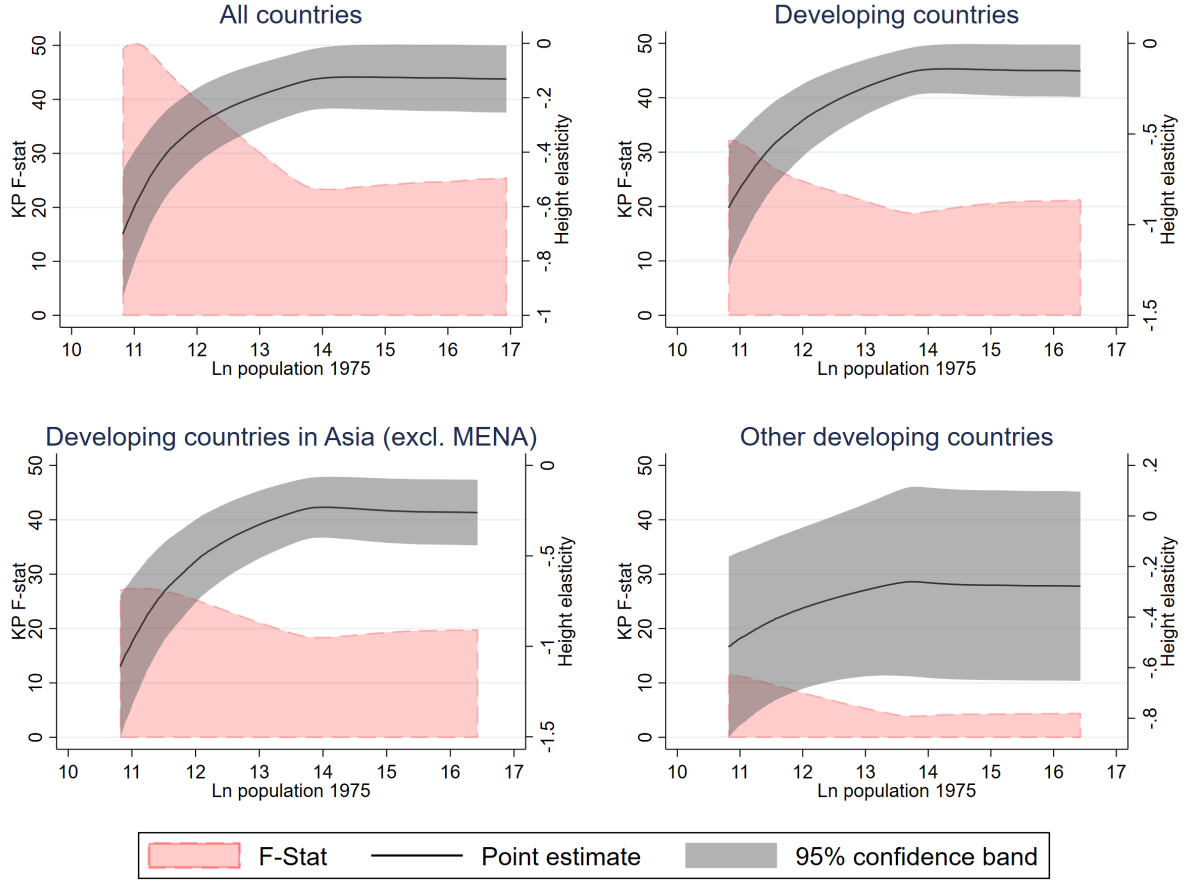 All countries
KP F-stat
0 10 20 30 40 50
0 -.2 -.4 -.6 -.8 -1
Height elasticity
10 11 12 13 14 15 16 17
Ln population 1975
Developing countries
KP F-stat
0 10 20 30 40 50
0 -.5 -1 -1.5
Height elasticity
10 11 12 13 14 15 16 17
Ln population 1975
Developing countries in Asia (excl. MENA)
KP F-stat
0 10 20 30 40 50
0 -.5 -1 -1.5
Height elasticity
10 11 12 13 14 15 16 17
Ln population 1975
Other developing countries
KP F-stat
0 10 20 30 40 50
.2 0 -.2 -.4 -.6 -.8
Height elasticity
10 11 12 13 14 15 16 17
Ln population 1975
F-Stat Point estimate 95% confidence band